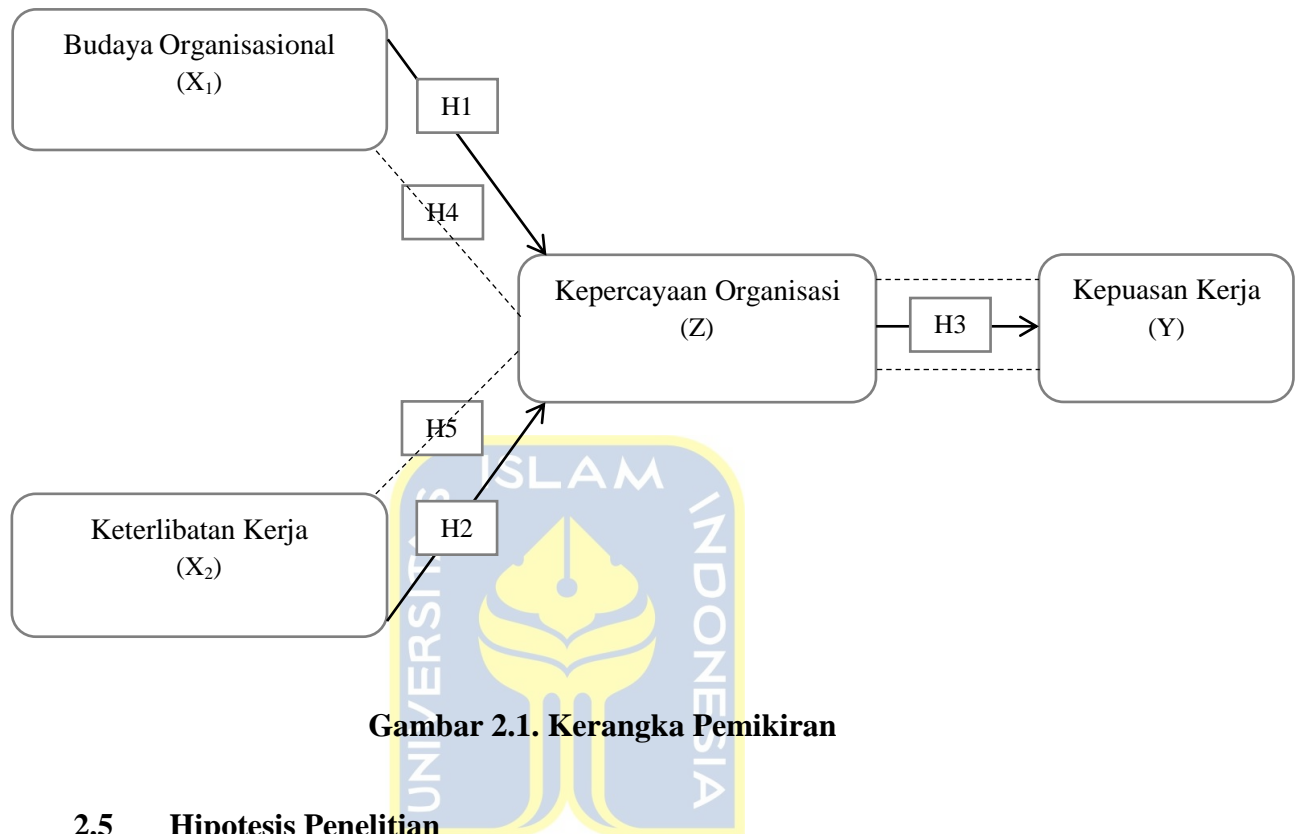 Budaya Organisasional
(X₁)
H1
H4
Kepercayaan Organisasi
(Z)
H3
Kepuasan Kerja
(Y)
H5
Keterlibatan Kerja
(X₂)
H2
UNIVERSITAS
ISLAM
INDONESIA
Gambar 2.1. Kerangka Pemikiran
2.5 Hipotesis Penelitian